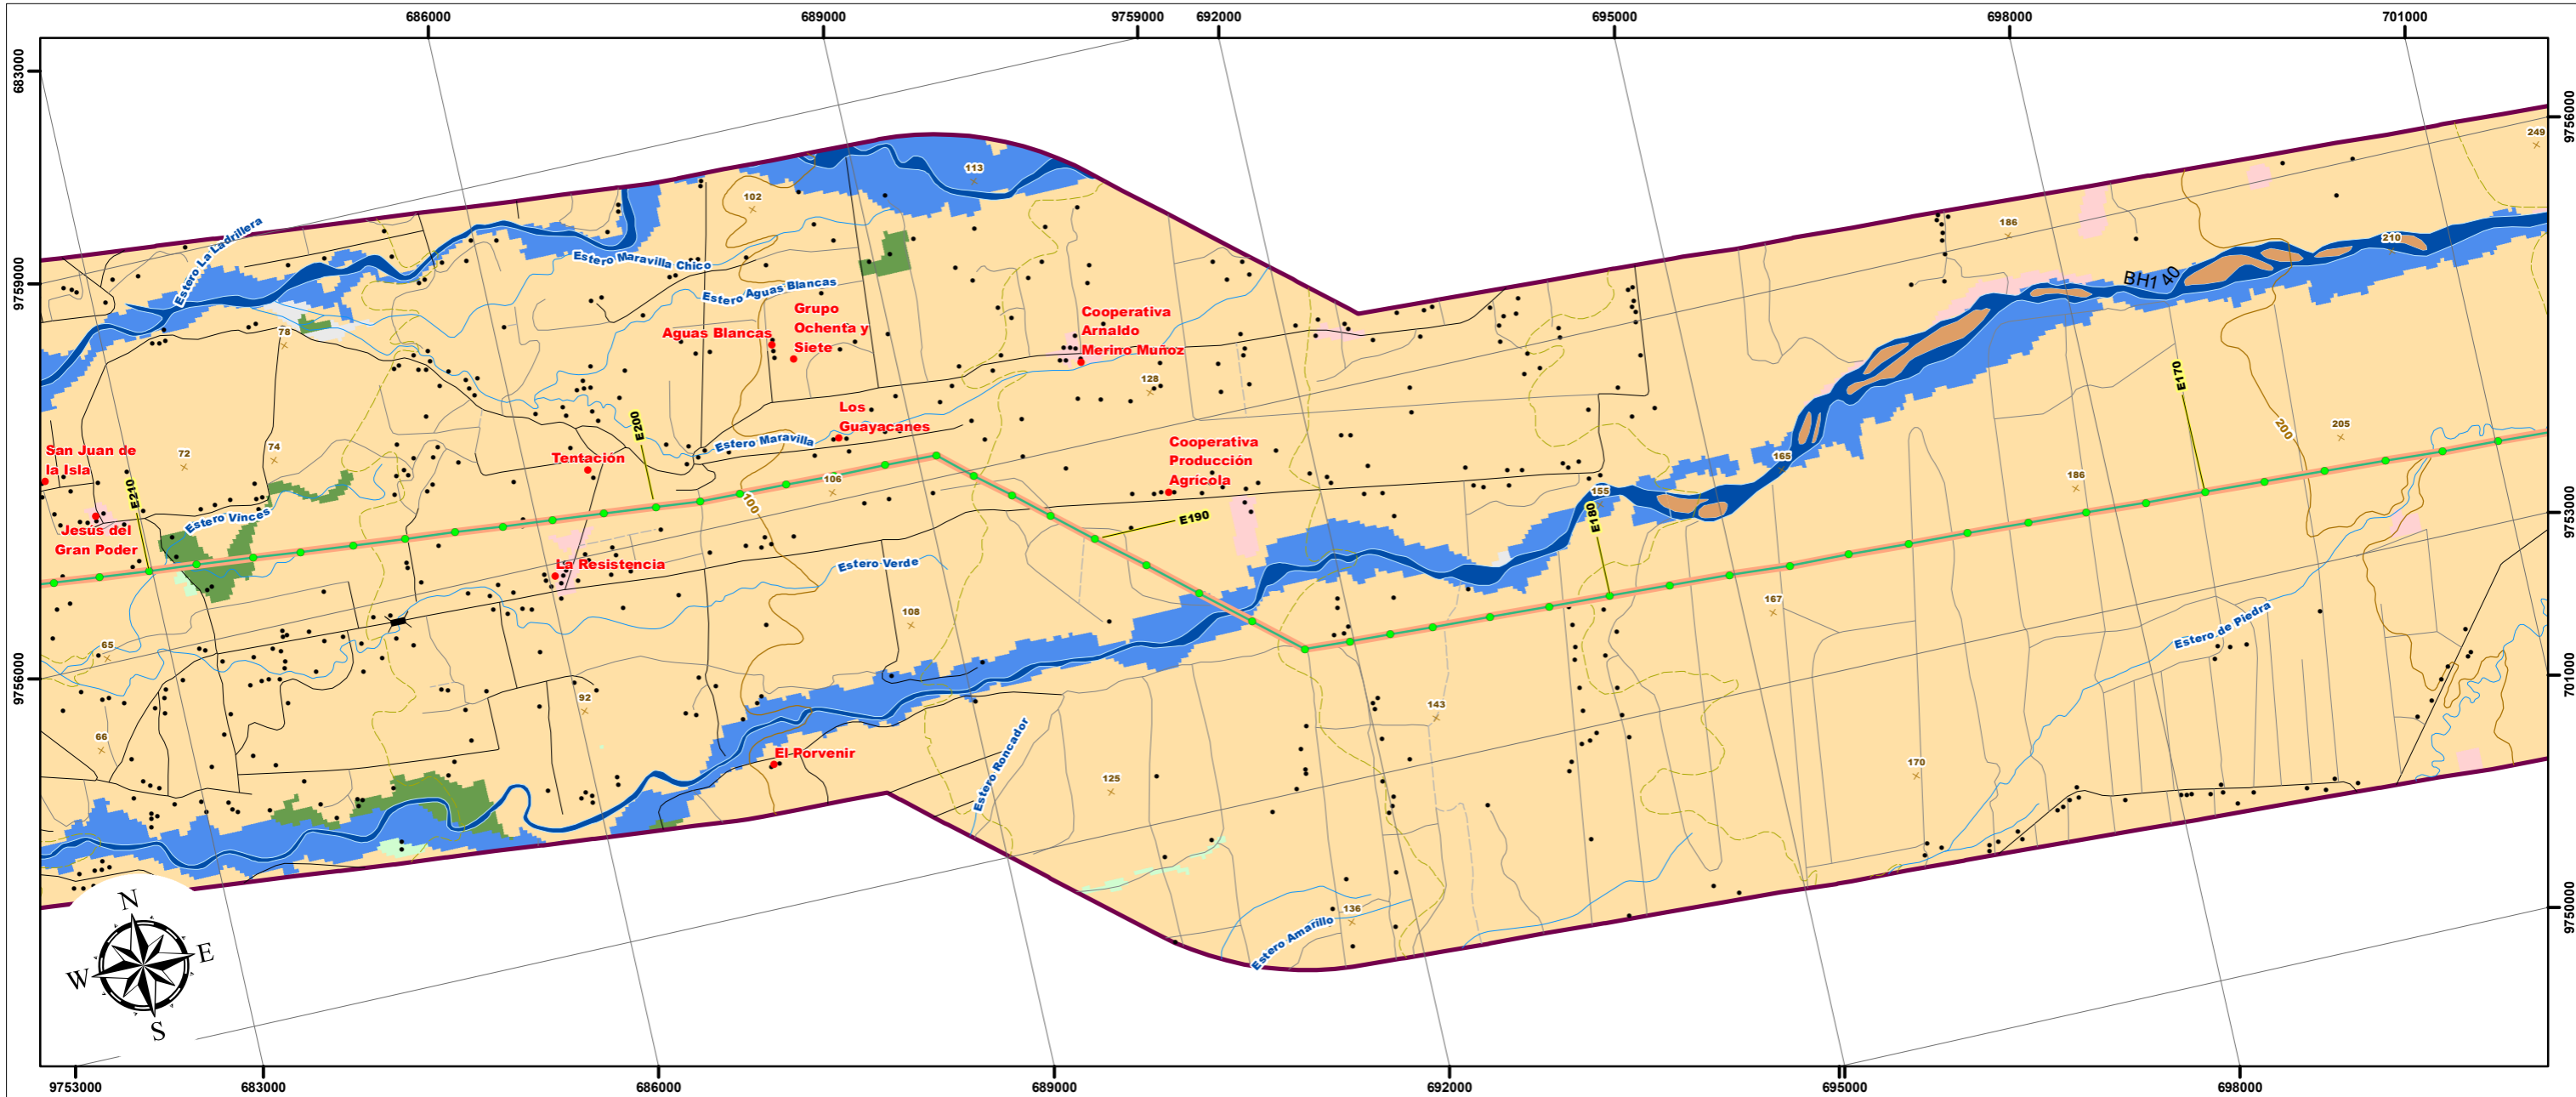 686000
689000
9759000
692000
695000
698000
701000
683000
9759000
9756000
9756000
9753000
701000
9750000
249
113
102
186
Estero La Ladrillera
210
BH1 40
Estero Maravilla Chico
Estero Aguas Blancas
Grupo
Ochenta y
Siete
Aguas Blancas
Cooperativa
Arnaldo
Merino Muñoz
78
128
E170
Los
Guayacanes
E200
200
205
Estero Maravilla
Cooperativa
Producción
Agrícola
San Juan de
la Isla
72
74
Tentación
165
106
186
E210
100
155
E190
E180
Estero Vinces
Jesús del
Gran Poder
La Resistencia
Estero Verde
108
167
Estero de Piedra
65
92
143
66
El Porvenir
Estero Roncador
125
170
136
Estero Amarillo
N
E
W
S
9753000
683000
686000
689000
692000
695000
698000